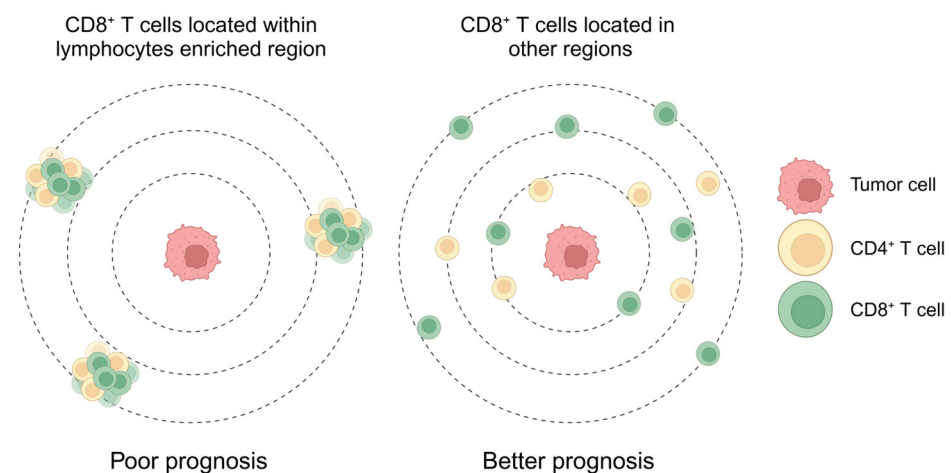 CD8⁺ T cells located within
lymphocytes enriched region
CD8⁺ T cells located in
other regions
Tumor cell
CD4⁺ T cell
CD8⁺ T cell
Poor prognosis
Better prognosis